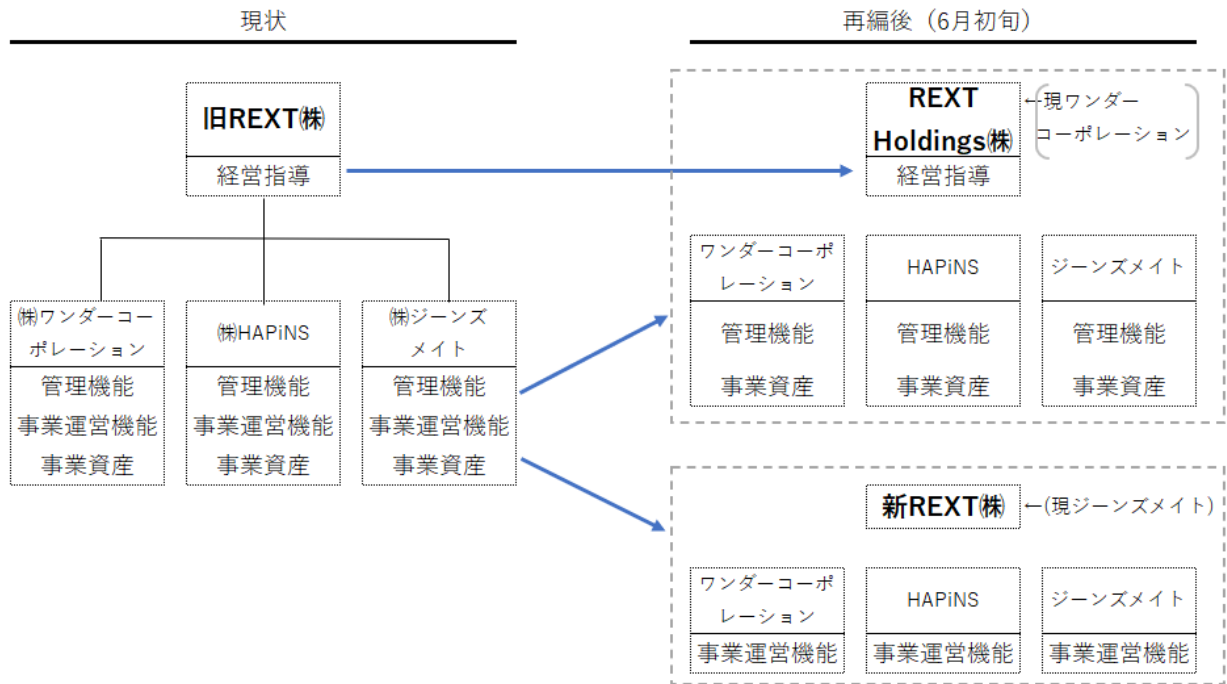 現状
再編後（6月初旬）
旧REXT㈱
経営指導
㈱ワンダーコー
ポレーション
管理機能
事業運営機能
事業資産
㈱HAPiNS
管理機能
事業運営機能
事業資産
㈱ジーンズ
メイト
管理機能
事業運営機能
事業資産
REXT
Holdings㈱
経営指導
←現ワンダー
コーポレーション
ワンダーコーポ
レーション
管理機能
事業資産
HAPiNS
管理機能
事業資産
ジーンズメイト
管理機能
事業資産
新REXT㈱
←(現ジーンズメイト)
ワンダーコーポ
レーション
事業運営機能
HAPiNS
事業運営機能
ジーンズメイト
事業運営機能